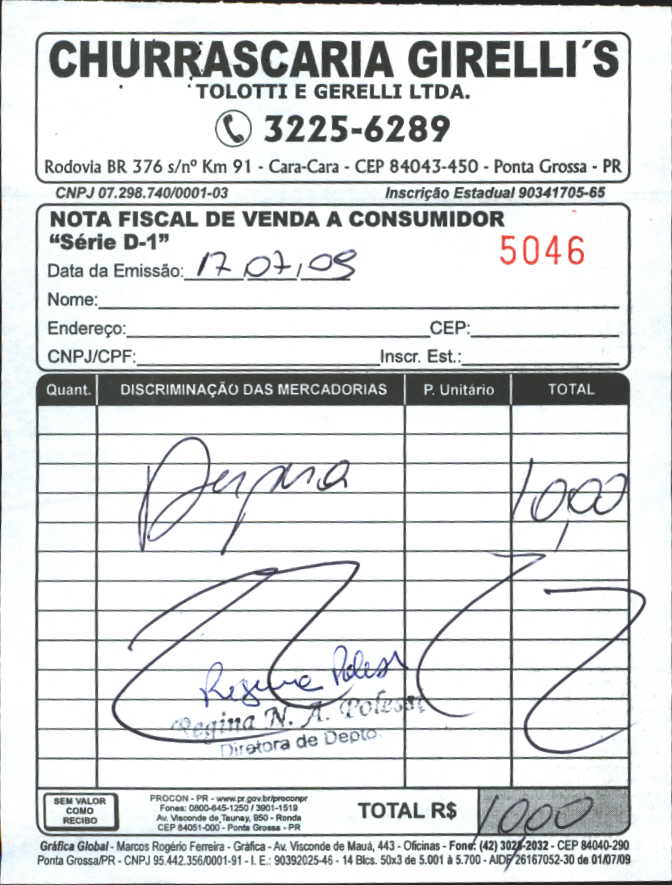 CHURRASCARIA GIRELLI´S
TOLOTTI E GERELLI LTDA.
3225-6289
Rodovia BR 376 s/nº Km 91 - Cara-Cara - CEP 84043-450 - Ponta Grossa - PR
CNPJ 07.298.740/0001-03 Inscrição Estadual 90341705-65
NOTA FISCAL DE VENDA A CONSUMIDOR
“Série D-1” 5046
Data da Emissão: 17,07,09
Nome:
Endereço: CEP:
CNPJ/CPF: Inscr. Est.:
Quant. DISCRIMINAÇÃO DAS MERCADORIAS P. Unitário TOTAL
10,00
Regina Polessi
Regina N. A. Polessi
Diretora de Depto.
SEM VALOR
COMO
RECIBO
PROCON - PR - www.pr.gov.br/proconpr
Fones: 0800-645-1250 / 3901-1519
Av. Visconde de Taunay, 950 - Ronda
CEP 84051-000 - Ponta Grossa - PR
TOTAL R$ 10,00
Gráfica Global - Marcos Rogério Ferreira - Gráfica - Av. Visconde de Mauá, 443 - Oficinas - Fone: (42) 3026-2032 - CEP 84040-290
Ponta Grossa/PR - CNPJ 95.442.356/0001-91 - I. E.: 90392025-46 - 14 Blcs. 50x3 de 5.001 à 5.700 - AIDF 26167052-30 de 01/07/09